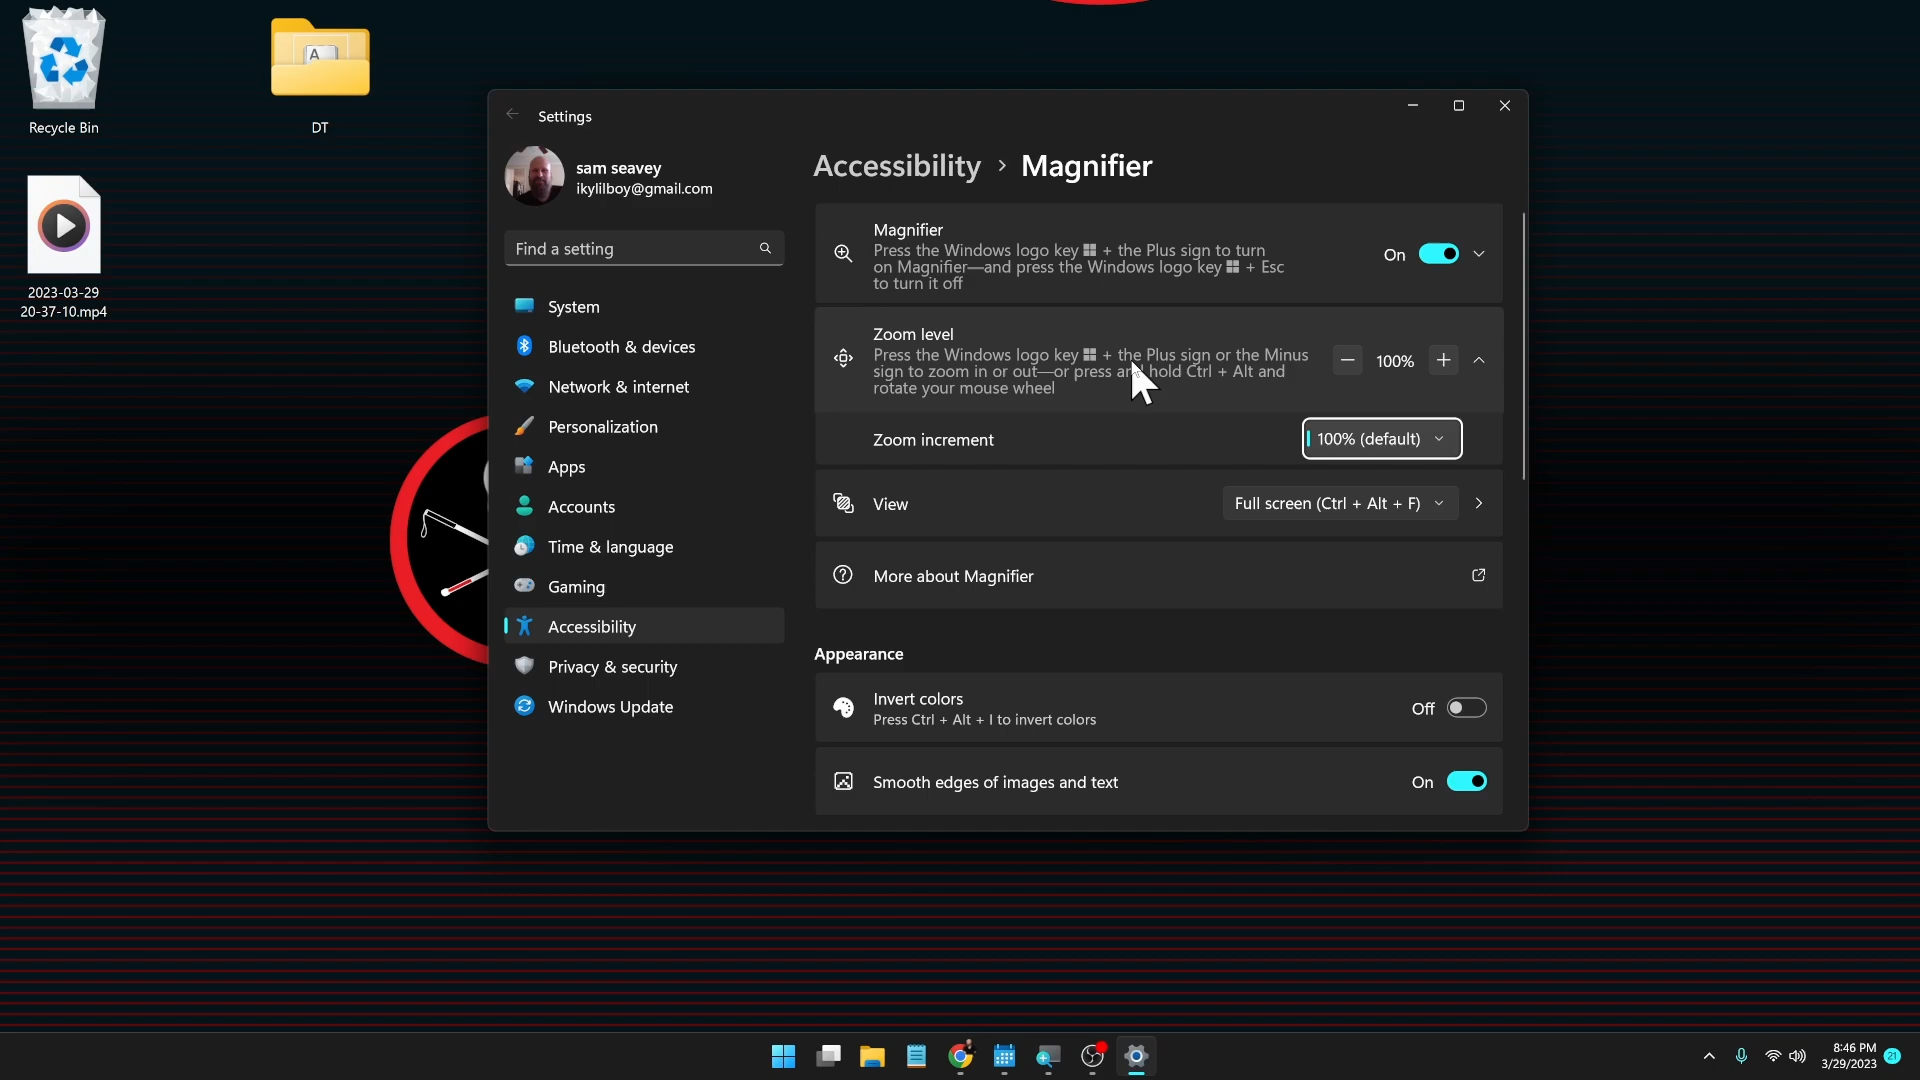 Recycle Bin
A
DT
2023-03-29
20-37-10.mp4
Settings
sam seavey
ikylilboy@gmail.com
Find a setting
System
Bluetooth & devices
Network & internet
Personalization
Apps
Accounts
Time & language
Gaming
Accessibility
Privacy & security
Windows Update
Accessibility > Magnifier
Magnifier
Press the Windows logo key + the Plus sign to turn
on Magnifier—and press the Windows logo key + Esc
to turn it off
On
Zoom level
Press the Windows logo key + the Plus sign or the Minus
sign to zoom in or out—or press and hold Ctrl + Alt and
rotate your mouse wheel
100%
Zoom increment
100% (default)
View
Full screen (Ctrl + Alt + F)
More about Magnifier
Appearance
Invert colors
Press Ctrl + Alt + I to invert colors
Off
Smooth edges of images and text
On
8:46 PM
3/29/2023
21